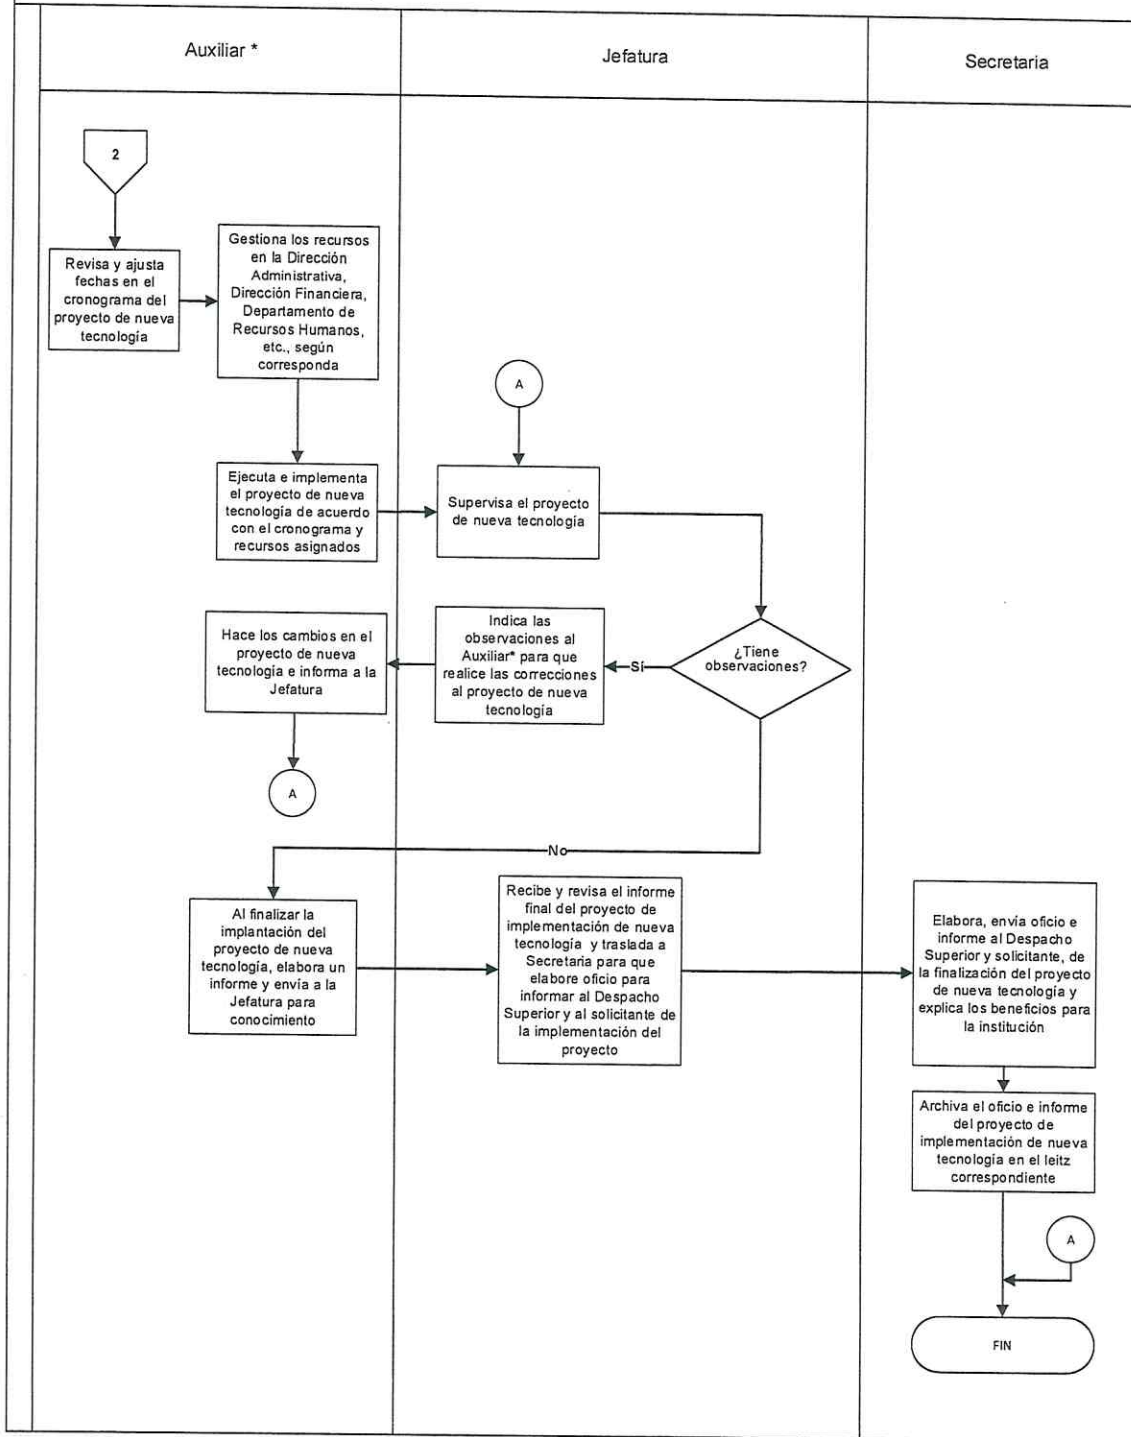 Auxiliar *
Jefatura
Secretaria
2
Revisa y ajusta
fechas en el
cronograma del
proyecto de nueva
tecnología
Gestiona los recursos
en la Dirección
Administrativa,
Dirección Financiera,
Departamento de
Recursos Humanos,
etc., según
corresponda
A
Ejecuta e implementa
el proyecto de nueva
tecnología de acuerdo
con el cronograma y
recursos asignados
Supervisa el proyecto
de nueva tecnología
¿Tiene
observaciones?
Sí
Indica las
observaciones al
Auxiliar* para que
realice las correcciones
al proyecto de nueva
tecnología
Hace los cambios en el
proyecto de nueva
tecnología e informa a la
Jefatura
A
No
Al finalizar la
implantación del
proyecto de nueva
tecnología, elabora un
informe y envía a la
Jefatura para
conocimiento
Recibe y revisa el informe
final del proyecto de
implementación de nueva
tecnología y traslada a
Secretaria para que
elabore oficio para
informar al Despacho
Superior y al solicitante de
la implementación del
proyecto
Elabora, envía oficio e
informe al Despacho
Superior y solicitante, de
la finalización del proyecto
de nueva tecnología y
explica los beneficios para
la institución
Archiva el oficio e informe
del proyecto de
implementación de nueva
tecnología en el leitz
correspondiente
A
FIN